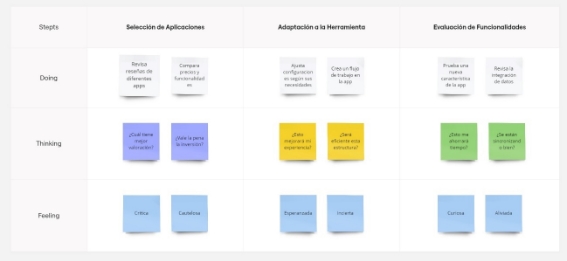 Stepts
Selección de Aplicaciones
Adaptación a la Herramienta
Evaluación de Funcionalidades
Doing
Revisa
reseñas de
diferentes
apps
Compara
precios y
funcionalidad
es
Ajusta
configuracion
es según sus
necesidades
Crea un flujo
de trabajo en
la app
Prueba una
nueva
característica
de la app
Revisa la
integración
de datos
Thinking
¿Cuál tiene
mejor
¿Vale la pena
la inversión?
¿Esto
mejorará mi
experiencia?
¿Será
eficiente esta
estructura?
¿Esto me
ahorrará
tiempo?
¿Se están
sincronizand
o bien?
Feeling
Crítica
Cautelosa
Esperanzada
Incierta
Curiosa
Aliviada